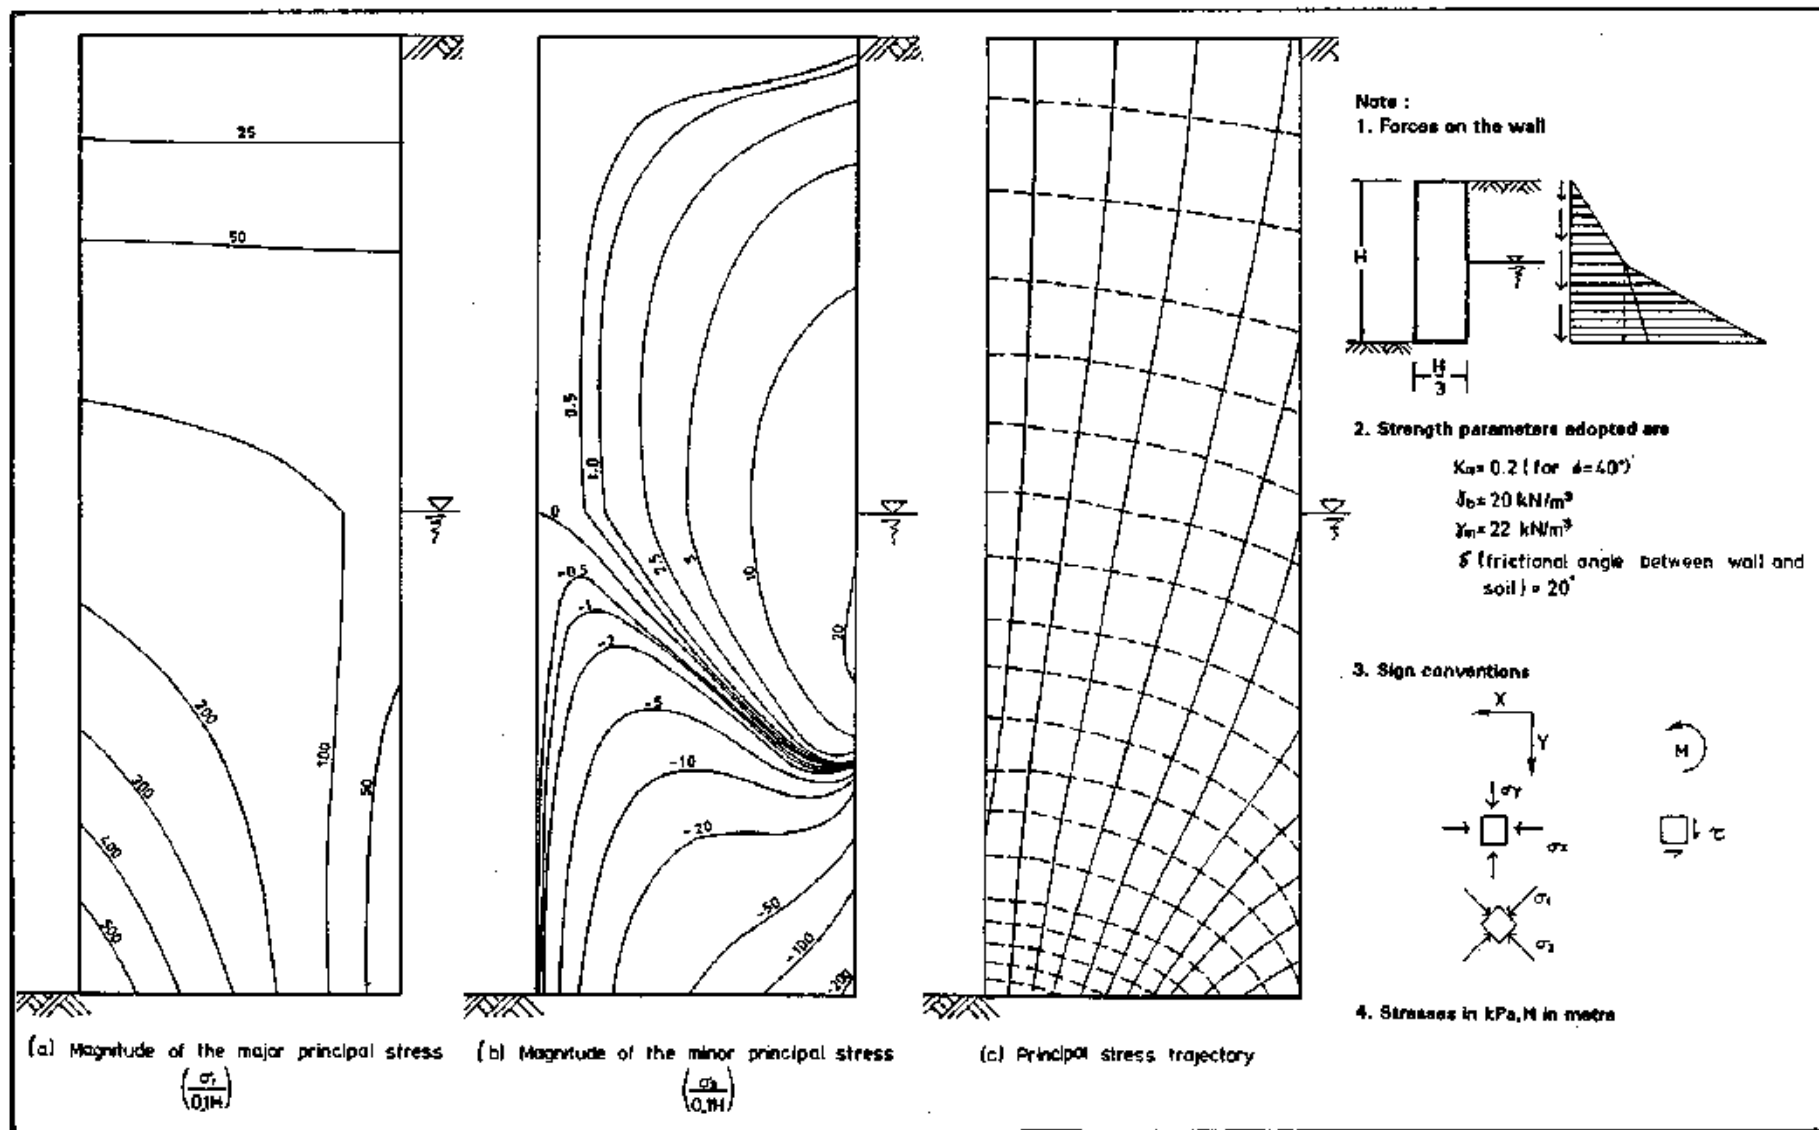 25
50
100
200
300
400
500
50
(a) Magnitude of the major principal stress
(σ₁/0.1H)
0.5
1.0
2.5
5
10
20
0
-0.5
-1
-2
-5
-10
-20
-50
-100
-200
(b) Magnitude of the minor principal stress
(σ₃/0.1H)
(c) Principal stress trajectory
Note :
1. Forces on the wall
H
H/3
2. Strength parameters adopted are
= 0.2 (for ϕ=40°)
γb = 20 kN/m³
γm = 22 kN/m³
δ (frictional angle between wall and
soil) = 20°
3. Sign conventions
X
Y
M
σY
σX
τ
σ₁
σ₃
4. Stresses in kPa, H in metre